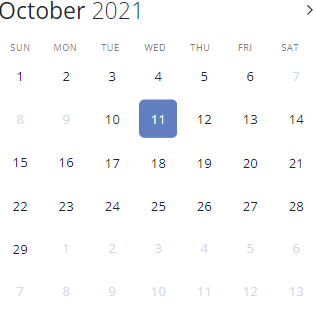 October 2021
SUN MON TUE WED THU FRI SAT
1 2 3 4 5 6 7
8 9 10 11 12 13 14
15 16 17 18 19 20 21
22 23 24 25 26 27 28
29 1 2 3 4 5 6
7 8 9 10 11 12 13